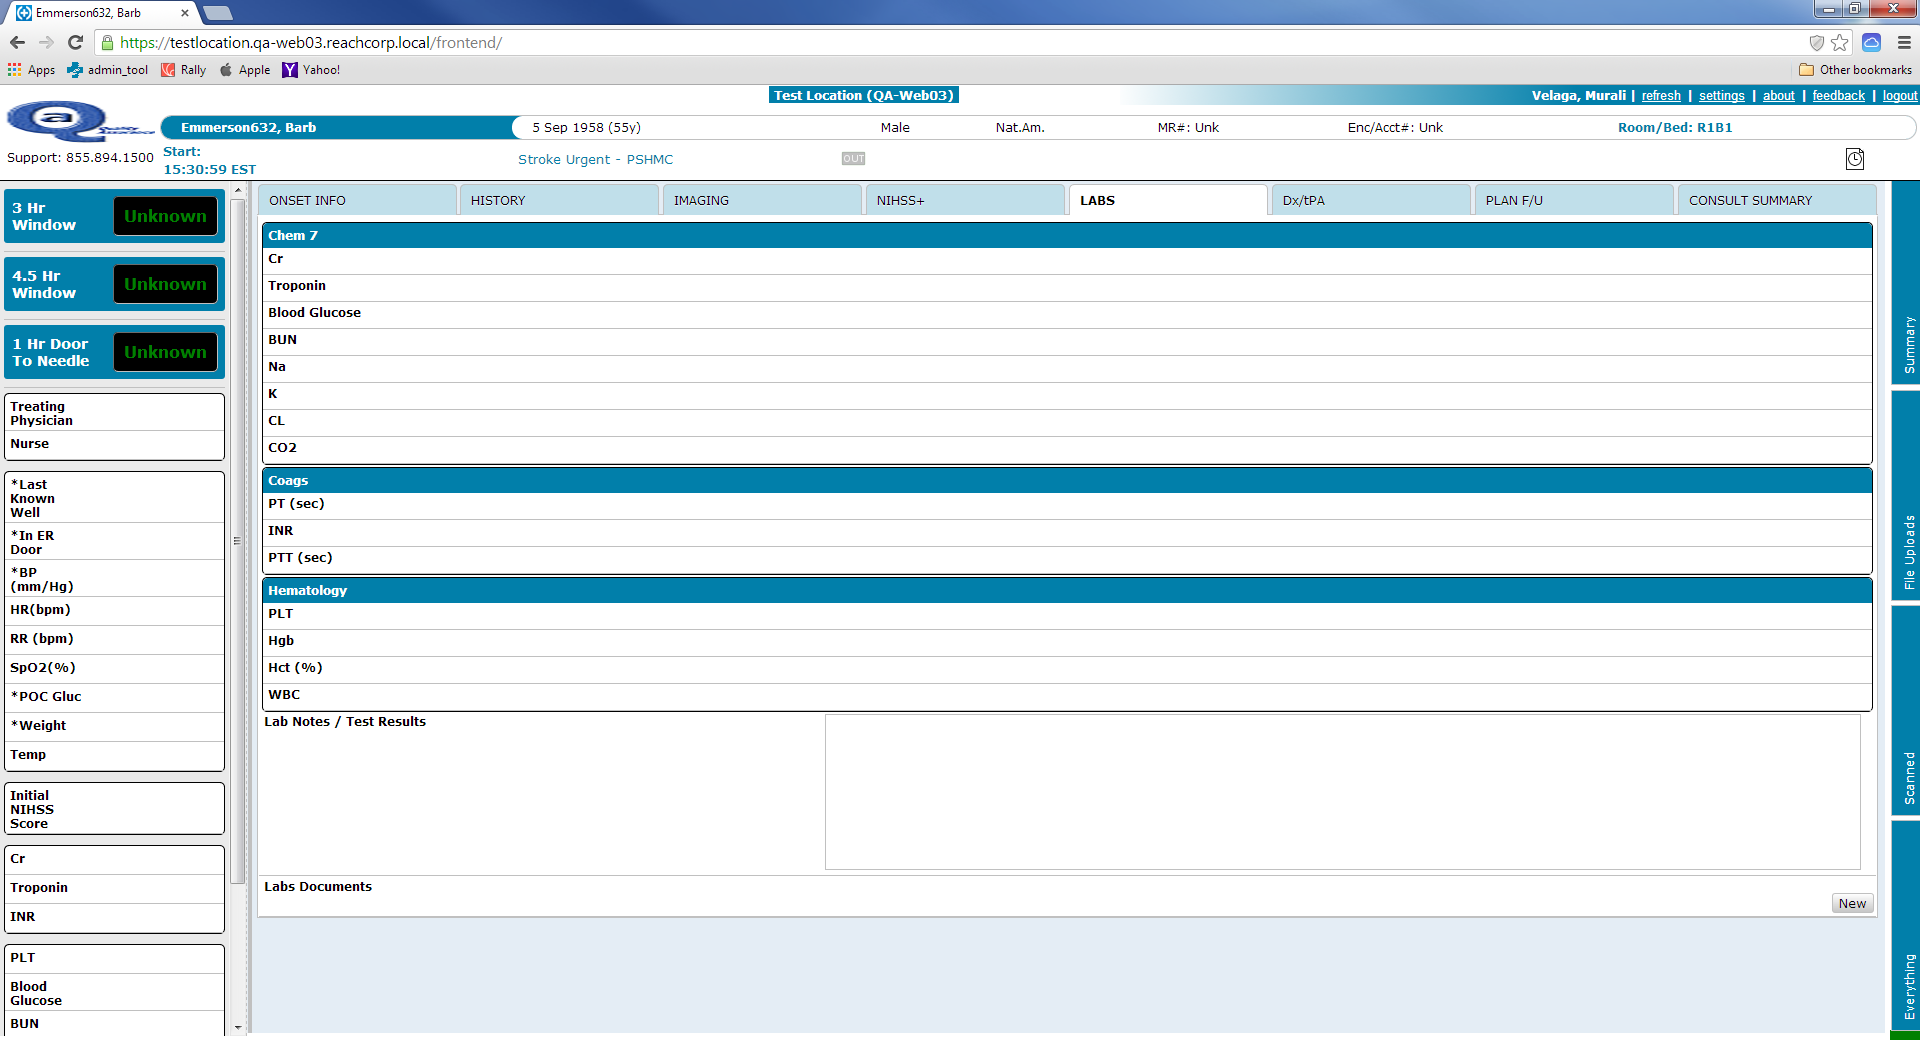 Emmerson632, Barb
https://testlocation.qa-web03.reachcorp.local/frontend/
Apps admin_tool Rally Apple Yahoo! Other bookmarks
Test Location (QA-Web03)
Velaga, Murali | refresh | settings | about | feedback | logout
Emmerson632, Barb 5 Sep 1958 (55y) Male Nat.Am. MR#: Unk Enc/Acct#: Unk Room/Bed: R1B1
Support: 855.894.1500
Start:
15:30:59 EST
Stroke Urgent - PSHMC OUT
3 Hr
Window
Unknown
4.5 Hr
Window
Unknown
1 Hr Door
To Needle
Unknown
Treating
Physician
Nurse
*Last
Known
Well
*In ER
Door
*BP
(mm/Hg)
HR(bpm)
RR (bpm)
SpO2(%)
*POC Gluc
*Weight
Temp
Initial
NIHSS
Score
Cr
Troponin
INR
PLT
Blood
Glucose
BUN
ONSET INFO HISTORY IMAGING NIHSS+ LABS Dx/tPA PLAN F/U CONSULT SUMMARY
Chem 7
Cr
Troponin
Blood Glucose
BUN
Na
K
CL
CO2
Coags
PT (sec)
INR
PTT (sec)
Hematology
PLT
Hgb
Hct (%)
WBC
Lab Notes / Test Results
Labs Documents
New
Summary
File Uploads
Scanned
Everything